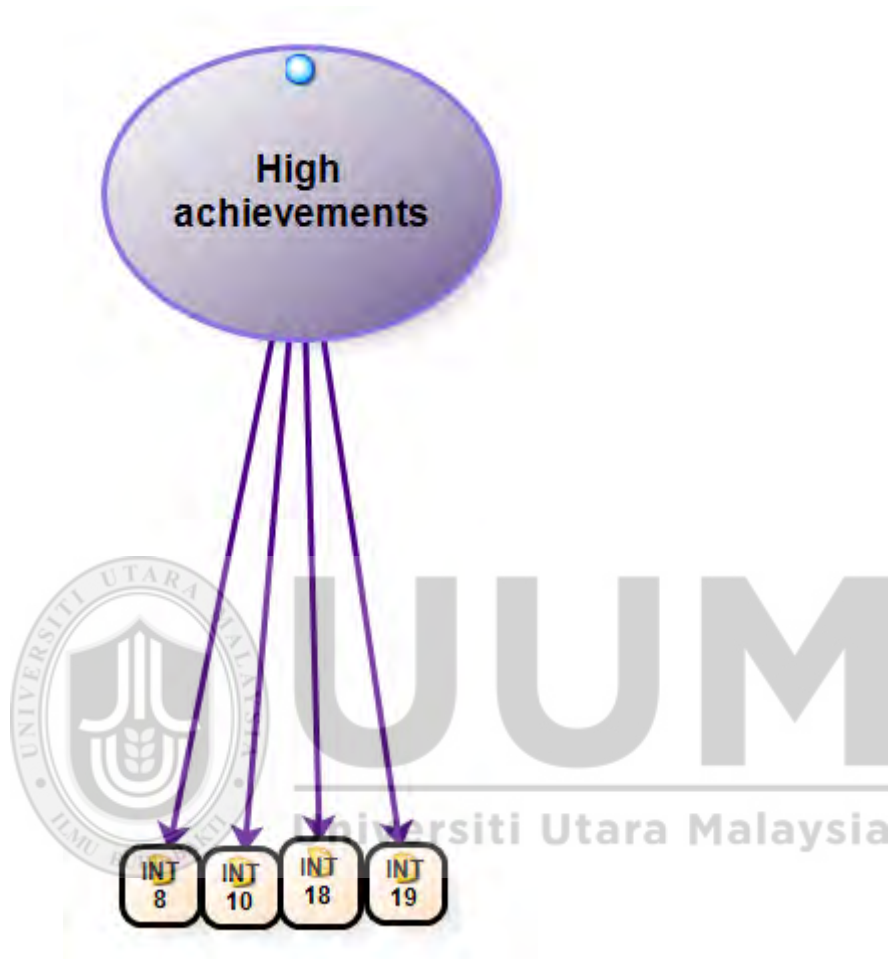 High
achievements
UUM
Universiti Utara Malaysia
UNIVERSITI UTARA MALAYSIA
INT
8
INT
10
INT
18
INT
19